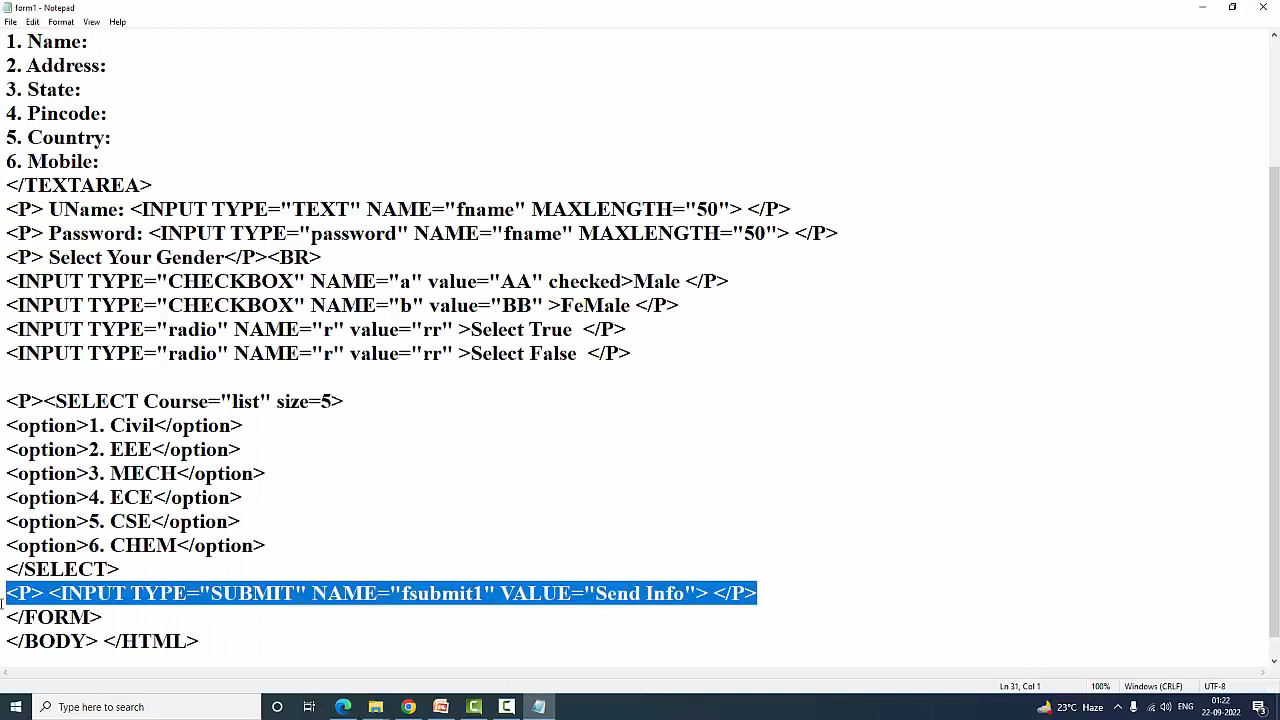 form1 - Notepad
File Edit Format View Help
1. Name:
2. Address:
3. State:
4. Pincode:
5. Country:
6. Mobile:
</TEXTAREA>
<P> UName: <INPUT TYPE="TEXT" NAME="fname" MAXLENGTH="50"> </P>
<P> Password: <INPUT TYPE="password" NAME="fname" MAXLENGTH="50"> </P>
<P> Select Your Gender</P><BR>
<INPUT TYPE="CHECKBOX" NAME="a" value="AA" checked>Male </P>
<INPUT TYPE="CHECKBOX" NAME="b" value="BB" >FeMale </P>
<INPUT TYPE="radio" NAME="r" value="rr" >Select True  </P>
<INPUT TYPE="radio" NAME="r" value="rr" >Select False  </P>
<P><SELECT Course="list" size=5>
<option>1. Civil</option>
<option>2. EEE</option>
<option>3. MECH</option>
<option>4. ECE</option>
<option>5. CSE</option>
<option>6. CHEM</option>
</SELECT>
<P> <INPUT TYPE="SUBMIT" NAME="fsubmit1" VALUE="Send Info"> </P>
</FORM>
</BODY> </HTML>
Ln 31, Col 1 100% Windows (CRLF) UTF-8
Type here to search 23°C Haze ENG 01:22
22-09-2022